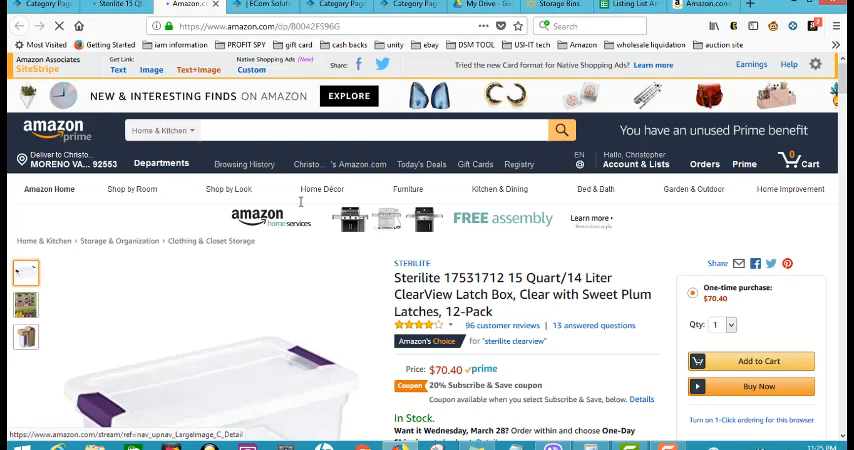 Category Page
Sterilite 15 Q
Amazon.c
[ECom Solution
Category Pag
Category Pag
My Drive - Goo
Storage Bins
Listing List Ar
Amazon.co
https://www.amazon.com/dp/B0042FS96G
Search
Most Visited
Getting Started
iam information
PROFIT SPY
gift card
cash backs
unity
ebay
DSM TOOL
USI-IT tech
Amazon
wholesale liquidation
auction site
Amazon Associates
SiteStripe
Get Link:
Text
Image
Text+Image
Native Shopping Ads (New)
Custom
Share:
Tried the new Card format for Native Shopping Ads? Learn more
Earnings
Help
NEW & INTERESTING FINDS ON AMAZON
EXPLORE
amazon
prime
Home & Kitchen
You have an unused Prime benefit
Deliver to Christo...
MORENO VA... 92553
Departments
Browsing History
Christo... 's Amazon.com
Today's Deals
Gift Cards
Registry
EN
Hello, Christopher
Account & Lists
Orders
Prime
0
Cart
Amazon Home
Shop by Room
Shop by Look
Home Décor
Furniture
Kitchen & Dining
Bed & Bath
Garden & Outdoor
Home Improvement
amazon
home services
FREE assembly
Learn more
Restrictions apply
Home & Kitchen › Storage & Organization › Clothing & Closet Storage
STERILITE
Sterilite 17531712 15 Quart/14 Liter
ClearView Latch Box, Clear with Sweet Plum
Latches, 12-Pack
96 customer reviews | 13 answered questions
Amazon's Choice for "sterilite clearview"
Price: $70.40 prime
Coupon 20% Subscribe & Save coupon
Coupon available when you select Subscribe & Save, below. Details
In Stock.
Want it Wednesday, March 28? Order within and choose One-Day
Share
One-time purchase:
$70.40
Qty: 1
Add to Cart
Buy Now
Turn on 1-Click ordering for this browser
https://www.amazon.com/stream/ref=nav_upnav_LargeImage_C_Detail
11:25 PM